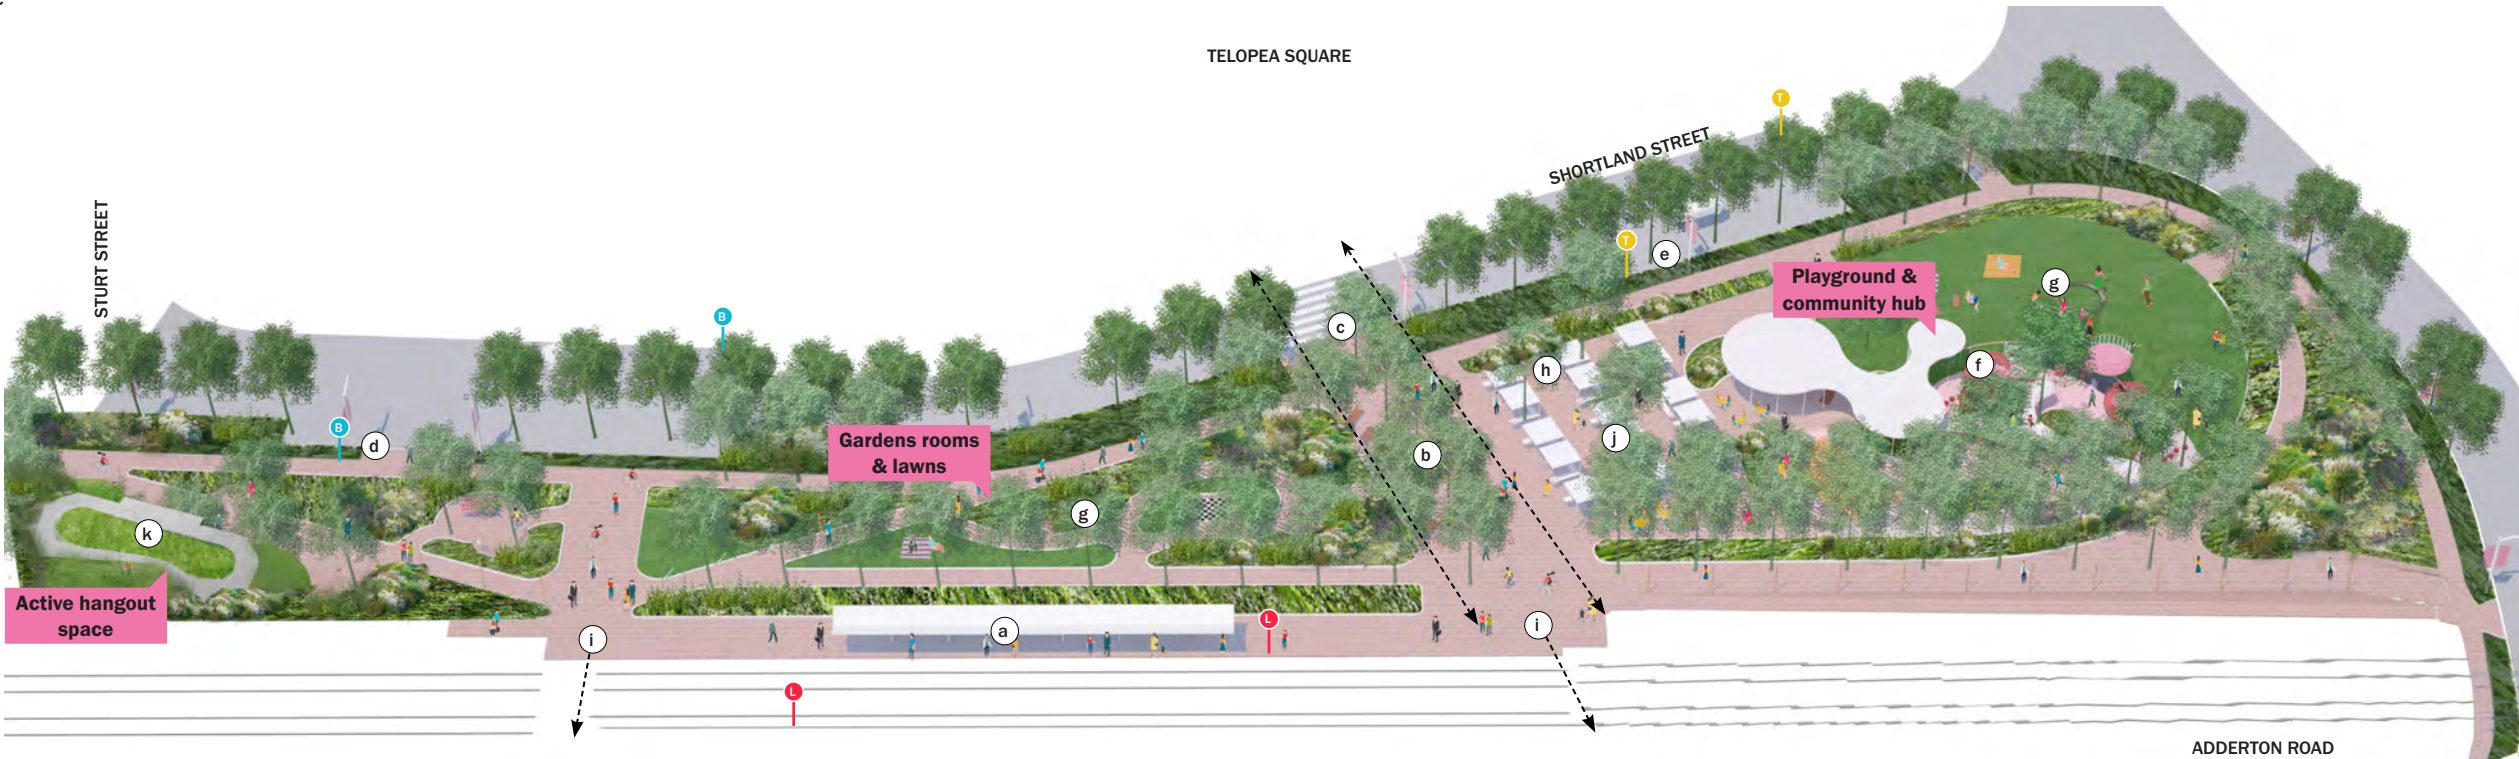 TELOPEA SQUARE
T
SHORTLAND STREET
STURT STREET
T
e
Playground &
community hub
g
B
c
B
d
h
f
j
Gardens rooms
& lawns
b
g
k
Active hangout
space
a
L
i
i
L
ADDERTON ROAD